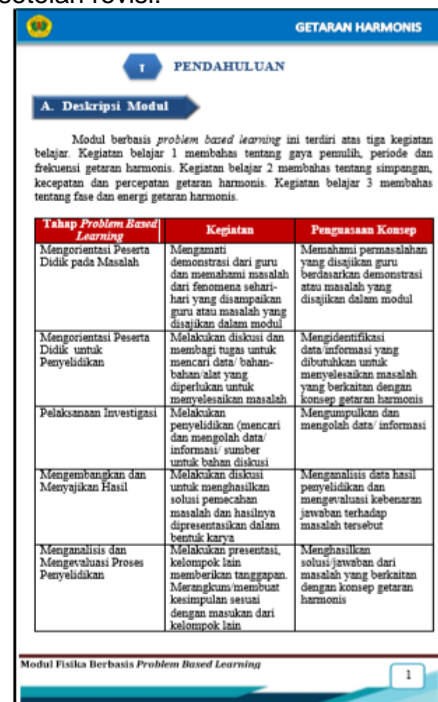 setelah revisi.
GETARAN HARMONIS
I PENDAHULUAN
A. Deskripsi Modul
Modul berbasis problem based learning ini terdiri atas tiga kegiatan
belajar. Kegiatan belajar 1 membahas tentang gaya pemulih, periode dan
frekuensi getaran harmonis. Kegiatan belajar 2 membahas tentang simpangan,
kecepatan dan percepatan getaran harmonis. Kegiatan belajar 3 membahas
tentang fase dan energi getaran harmonis.
Tahap Problem Based
Learning
Kegiatan
Penguasaan Konsep
Mengorientasi Peserta
Didik pada Masalah
Mengamati
demonstrasi dari guru
dan memahami masalah
dari fenomena sehari-
hari yang disampaikan
guru atau masalah yang
disajikan dalam modul
Memahami permasalahan
yang disajikan guru
berdasarkan demonstrasi
atau masalah yang
disajikan dalam modul
Mengorientasi Peserta
Didik untuk
Penyelidikan
Melakukan diskusi dan
membagi tugas untuk
mencari data/ bahan-
bahan/alat yang
diperlukan untuk
menyelesaikan masalah
Mengidentifikasi
data/informasi yang
dibutuhkan untuk
menyelesaikan masalah
yang berkaitan dengan
konsep getaran harmonis
Pelaksanaan Investigasi
Melakukan
penyelidikan (mencari
dan mengolah data/
informasi/ sumber
untuk bahan diskusi
Mengumpulkan dan
mengolah data/ informasi
Mengembangkan dan
Menyajikan Hasil
Melakukan diskusi
untuk menghasilkan
solusi pemecahan
masalah dan hasilnya
dipresentasikan dalam
bentuk karya
Menganalisis data hasil
penyelidikan dan
mengevaluasi kebenaran
jawaban terhadap
masalah tersebut
Menganalisis dan
Mengevaluasi Proses
Penyelidikan
Melakukan presentasi,
kelompok lain
memberikan tanggapan.
Merangkum/membuat
kesimpulan sesuai
dengan masukan dari
kelompok lain
Menghasilkan
solusi/jawaban dari
masalah yang berkaitan
dengan konsep getaran
harmonis
Modul Fisika Berbasis Problem Based Learning
1